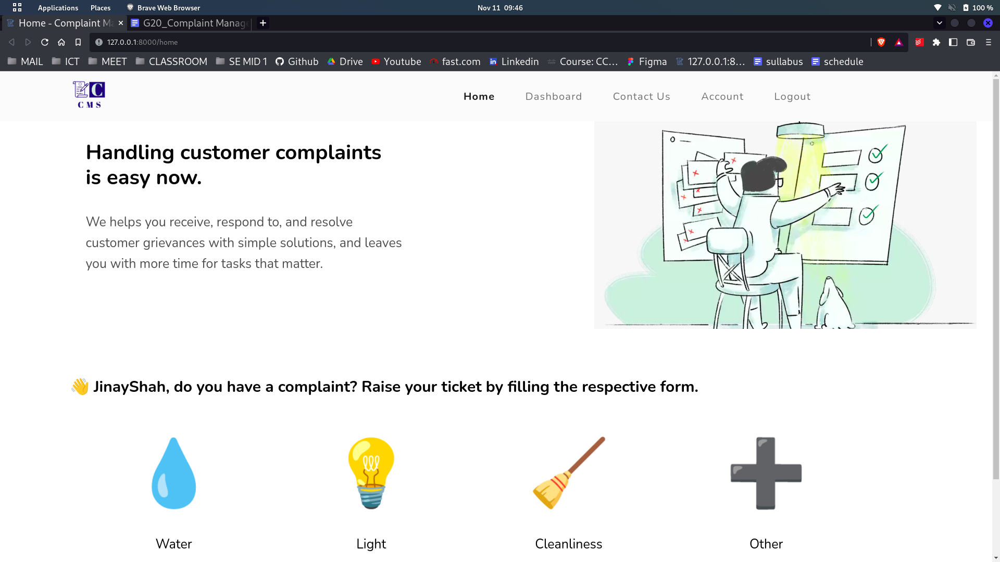 Applications Places Brave Web Browser Nov 11 09:46 100 %
Home - Complaint Ma G20_Complaint Manage
127.0.0.1:8000/home
MAIL ICT MEET CLASSROOM SE MID 1 Github Drive Youtube fast.com Linkedin Course: CC... Figma 127.0.0.1:8... sullabus schedule
C
CMS
Home Dashboard Contact Us Account Logout
Handling customer complaints
is easy now.
We helps you receive, respond to, and resolve
customer grievances with simple solutions, and leaves
you with more time for tasks that matter.
👋 JinayShah, do you have a complaint? Raise your ticket by filling the respective form.
Water Light Cleanliness Other